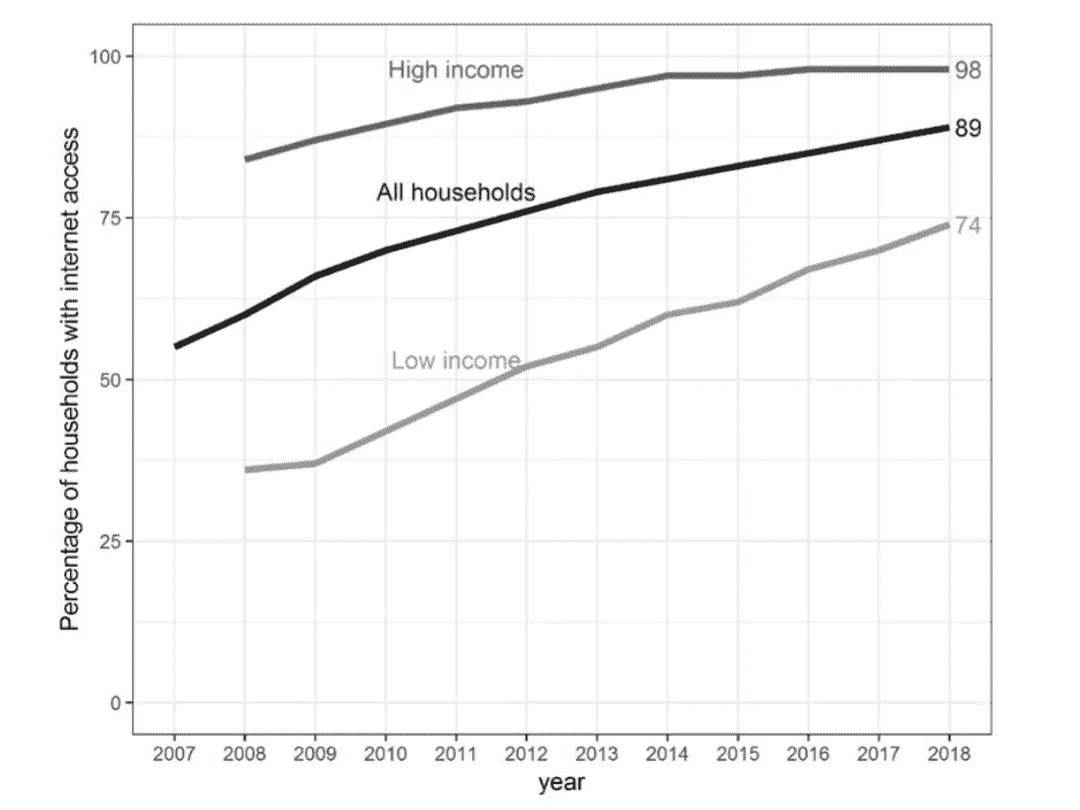 Percentage of households with internet access
100
75
50
25
0
High income
98
All households
89
Low income
74
2007 2008 2009 2010 2011 2012 2013 2014 2015 2016 2017 2018
year